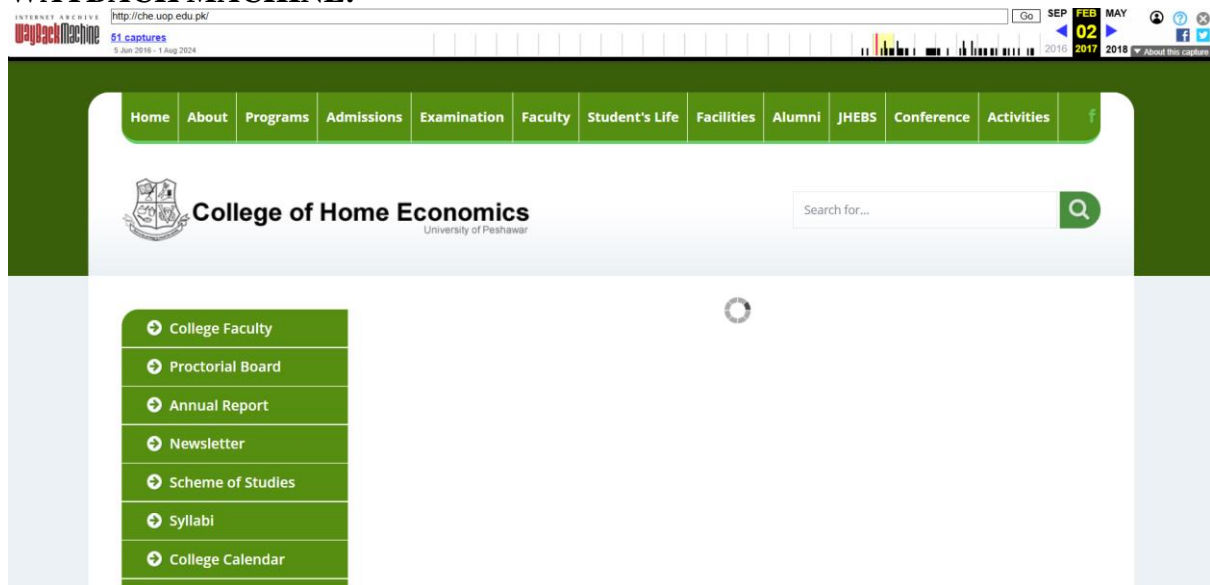 WAYBACK MACHINE:
INTERNET ARCHIVE
WayBackMachine
http://che.uop.edu.pk/
Go
SEP FEB MAY
51 captures
02
5 Jun 2016 - 1 Aug 2024
2016 2017 2018
About this capture
Home About Programs Admissions Examination Faculty Student's Life Facilities Alumni JHEBS Conference Activities f
College of Home Economics
University of Peshawar
Search for...
College Faculty
Proctorial Board
Annual Report
Newsletter
Scheme of Studies
Syllabi
College Calendar